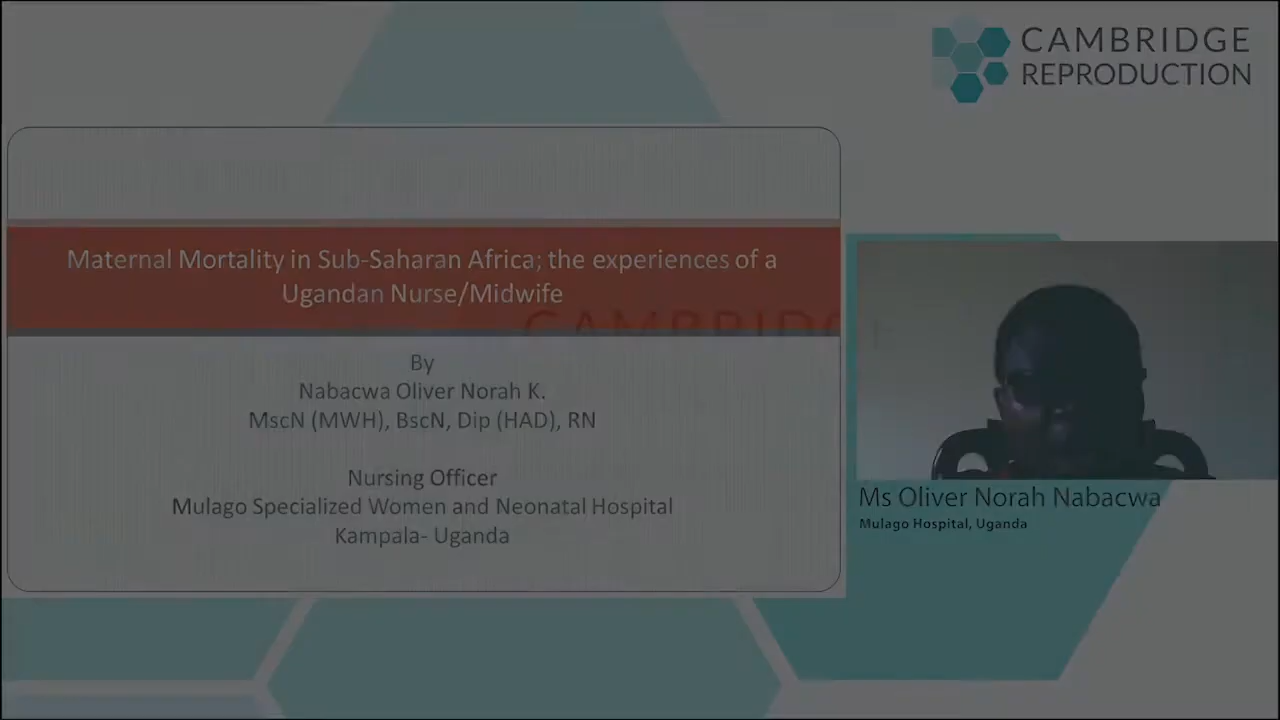 CAMBRIDGE
REPRODUCTION
Maternal Mortality in Sub-Saharan Africa; the experiences of a
Ugandan Nurse/Midwife
CAMBRIDG
By
Nabacwa Oliver Norah K.
MscN (MWH), BscN, Dip (HAD), RN
Nursing Officer
Mulago Specialized Women and Neonatal Hospital
Kampala- Uganda
Ms Oliver Norah Nabacwa
Mulago Hospital, Uganda